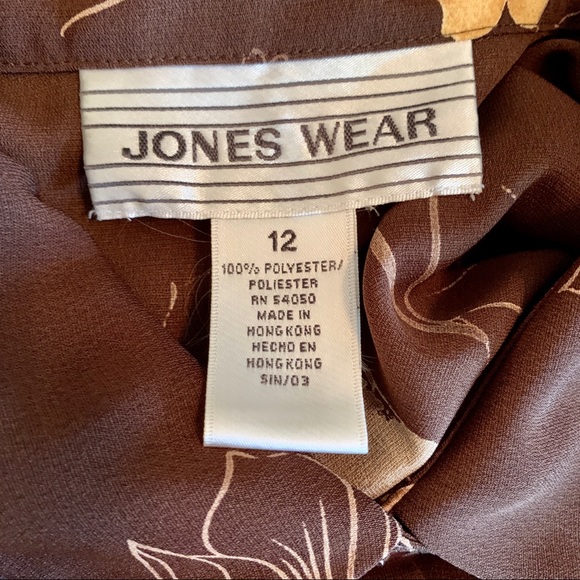 JONES WEAR
12
100% POLYESTER/
POLIESTER
RN 54050
MADE IN
HONGKONG
HECHO EN
HONGKONG
SIN/03